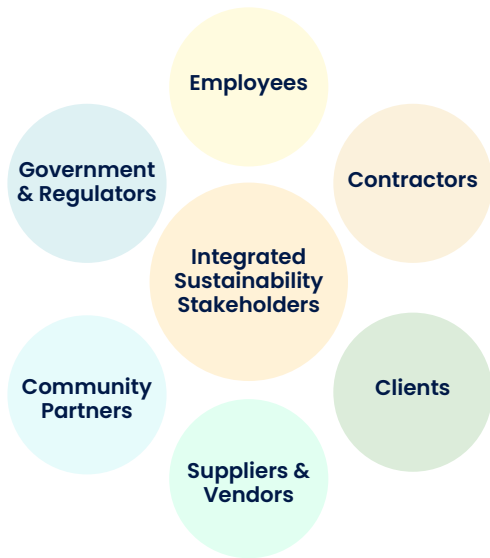 Employees
Government
& Regulators
Contractors
Integrated
Sustainability
Stakeholders
Community
Partners
Clients
Suppliers &
Vendors